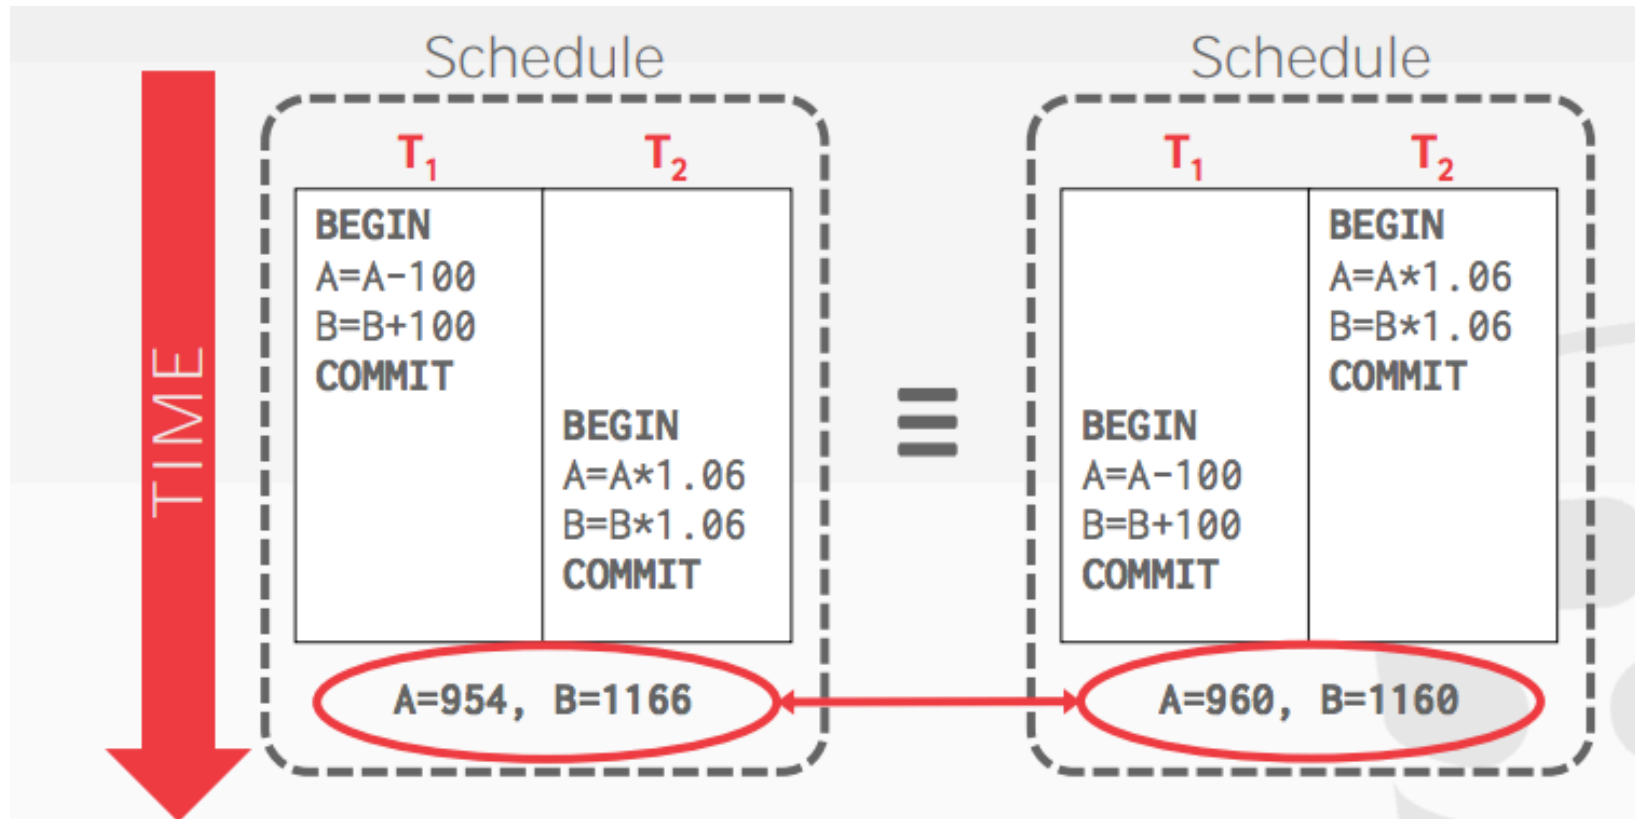 Schedule
T1 T2
BEGIN
A=A-100
B=B+100
COMMIT
BEGIN
A=A*1.06
B=B*1.06
COMMIT
A=954, B=1166
≡
Schedule
T1 T2
BEGIN
A=A*1.06
B=B*1.06
COMMIT
BEGIN
A=A-100
B=B+100
COMMIT
A=960, B=1160
TIME